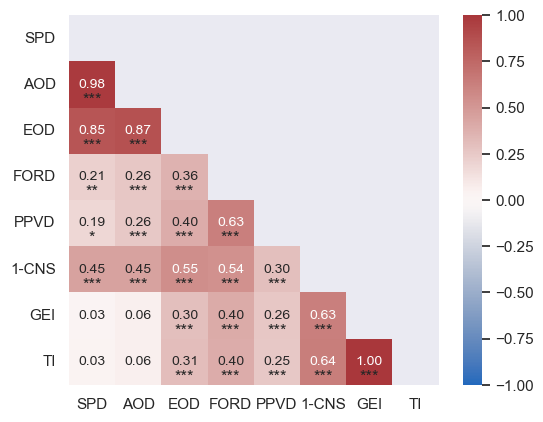 SPD
AOD 0.98
***
EOD 0.85 0.87
*** ***
FORD 0.21 0.26 0.36
** *** ***
PPVD 0.19 0.26 0.40 0.63
* *** *** ***
1-CNS 0.45 0.45 0.55 0.54 0.30
*** *** *** *** ***
GEI 0.03 0.06 0.30 0.40 0.26 0.63
*** *** *** ***
TI 0.03 0.06 0.31 0.40 0.25 0.64 1.00
*** *** *** *** ***
SPD AOD EOD FORD PPVD 1-CNS GEI TI
1.00
0.75
0.50
0.25
0.00
−0.25
−0.50
−0.75
−1.00